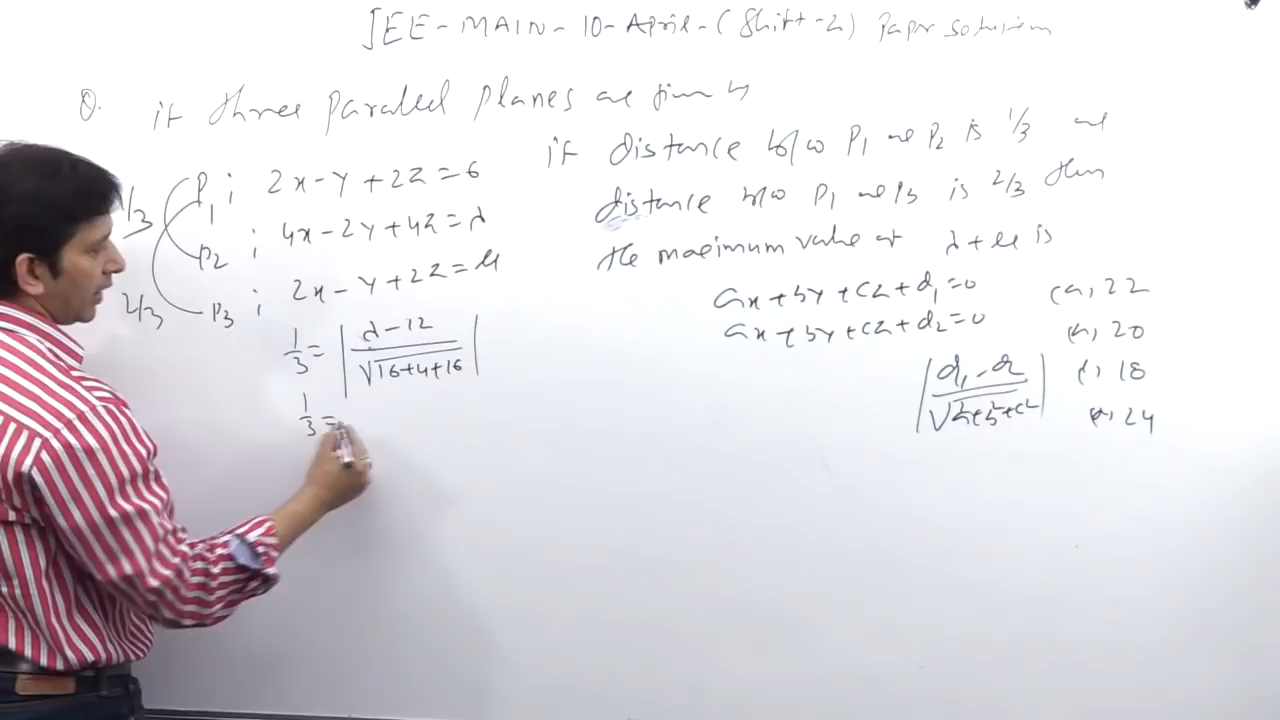 JEE-MAIN-10-April-(Shift-2) Paper solution
Q. if three parallel planes are given by
P1 ; 2x-y+2z=6
P2 ; 4x-2y+4z=λ
P3 ; 2x-y+2z=μ
1/3
2/3
1/3 = |λ-12 / √16+4+16|
1/3 =
if distance b/w P1 and P2 is 1/3 and
distance b/w P1 and P3 is 2/3 then
the maximum value of λ+μ is
ax+by+cz+d1=0
ax+by+cz+d2=0
|d1-d2 / √a²+b²+c²|
(a) 22
20
18
24